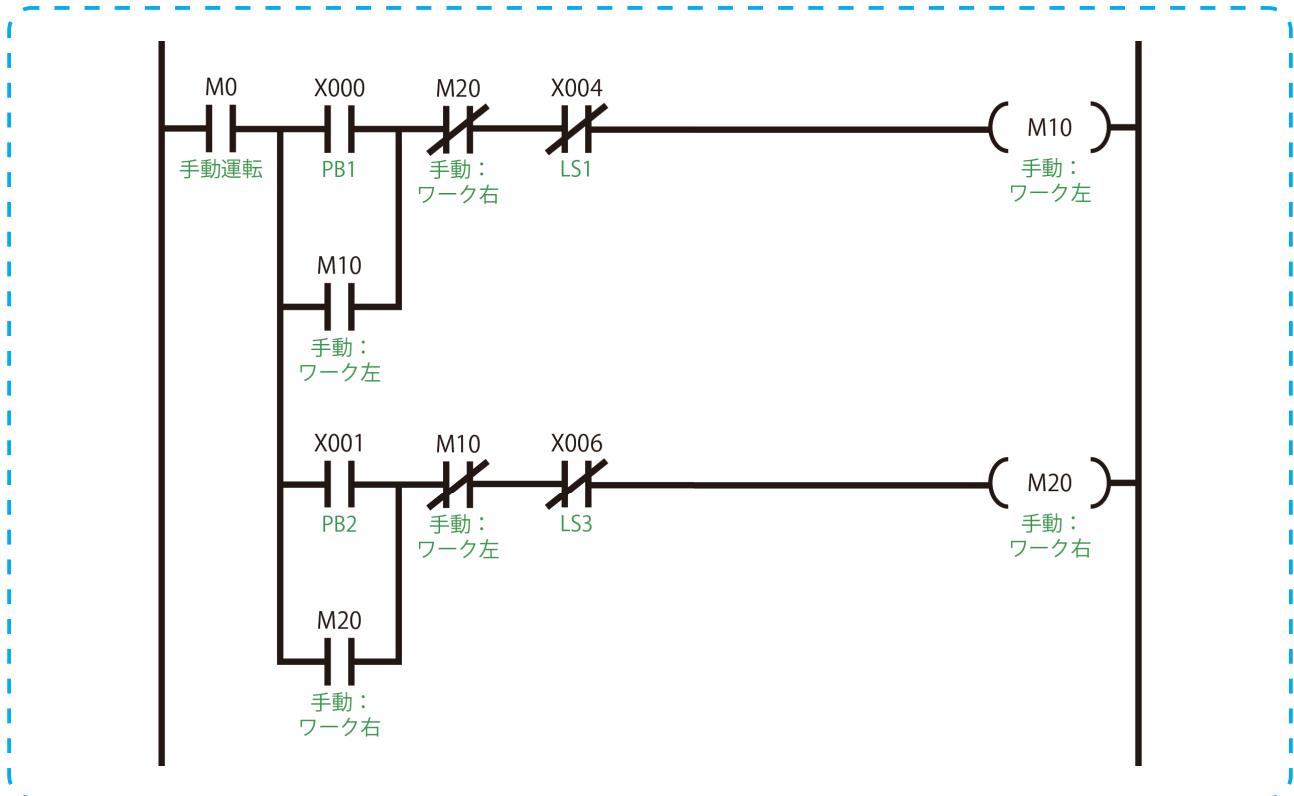 M0 X000 M20 X004
M10
手動運転 PB1 手動： LS1 手動：
ワーク右 ワーク左
M10
手動：
ワーク左
X001 M10 X006
M20
PB2 手動： LS3 手動：
ワーク左 ワーク右
M20
手動：
ワーク右